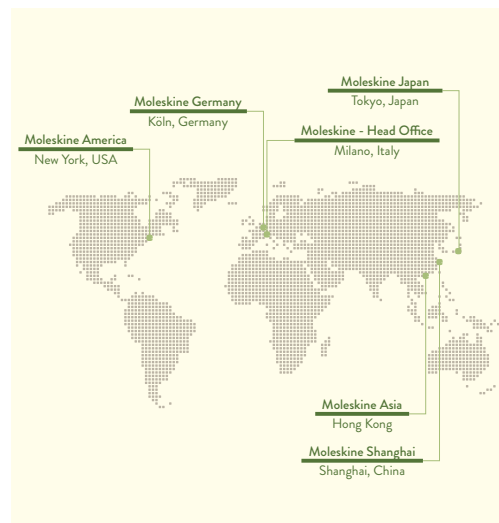 Moleskine Japan
Tokyo, Japan
Moleskine Germany
Köln, Germany
Moleskine - Head Office
Milano, Italy
Moleskine America
New York, USA
Moleskine Asia
Hong Kong
Moleskine Shanghai
Shanghai, China